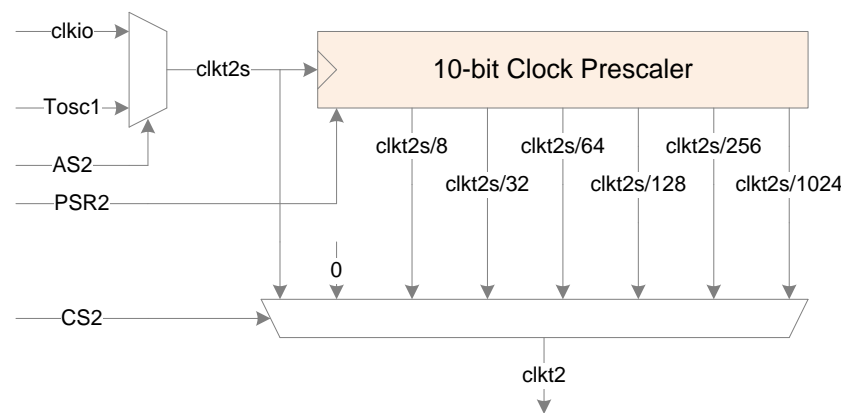 clkio
clkt2s
10-bit Clock Prescaler
Tosc1
AS2
PSR2
clkt2s/8
clkt2s/64
clkt2s/256
clkt2s/32
clkt2s/128
clkt2s/1024
0
CS2
clkt2